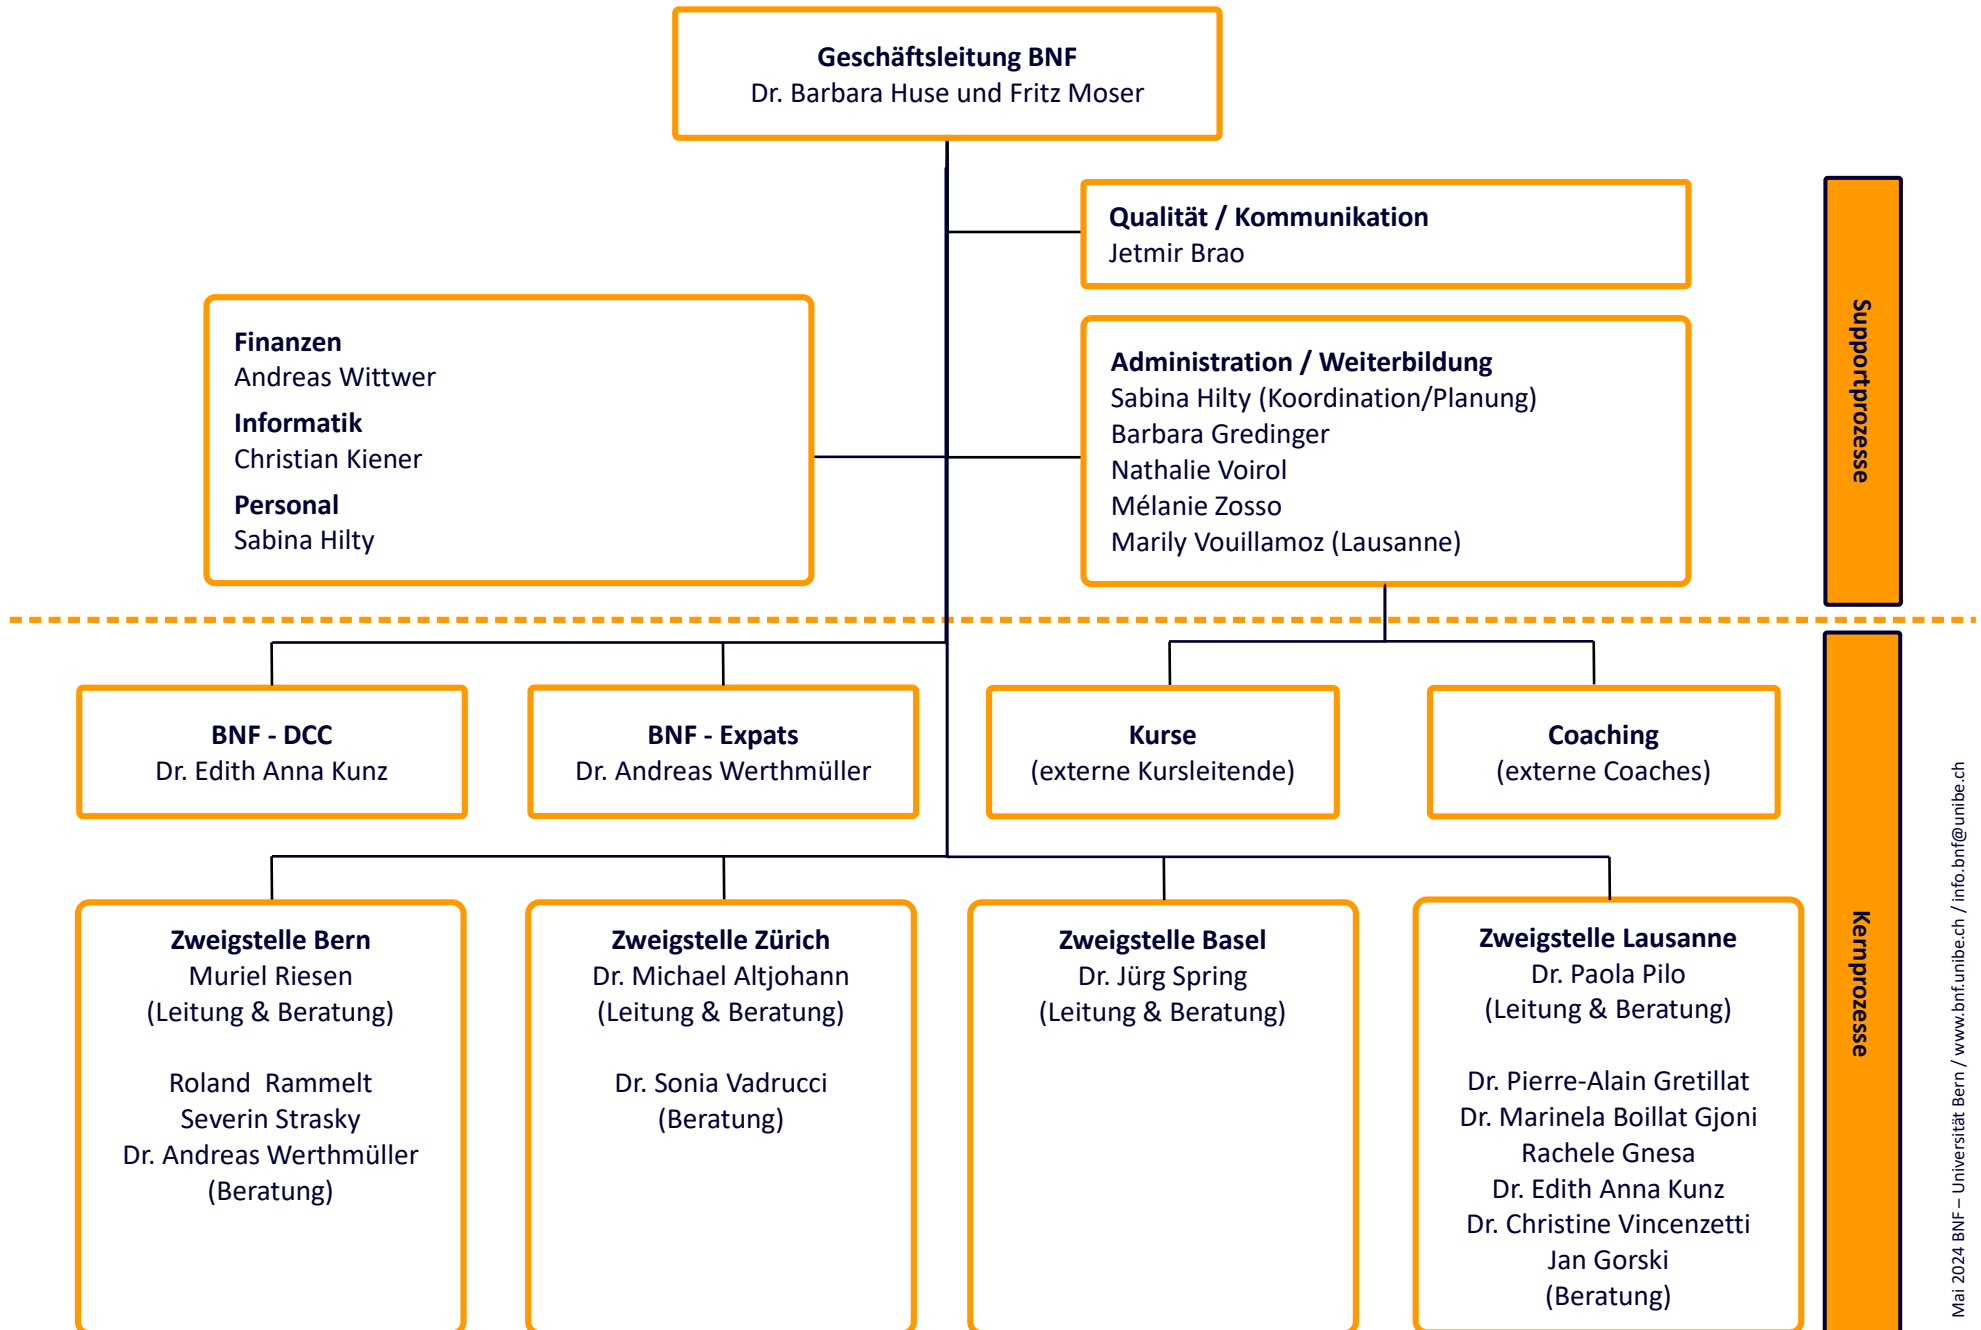 Geschäftsleitung BNF
Dr. Barbara Huse und Fritz Moser
Qualität / Kommunikation
Jetmir Brao
Finanzen
Andreas Wittwer
Informatik
Christian Kiener
Personal
Sabina Hilty
Administration / Weiterbildung
Sabina Hilty (Koordination/Planung)
Barbara Gredinger
Nathalie Voirol
Mélanie Zosso
Marily Vouillamoz (Lausanne)
Supportprozesse
BNF - DCC
Dr. Edith Anna Kunz
BNF - Expats
Dr. Andreas Werthmüller
Kurse
(externe Kursleitende)
Coaching
(externe Coaches)
Zweigstelle Bern
Muriel Riesen
(Leitung & Beratung)
Roland  Rammelt
Severin Strasky
Dr. Andreas Werthmüller
(Beratung)
Zweigstelle Zürich
Dr. Michael Altjohann
(Leitung & Beratung)
Dr. Sonia Vadrucci
(Beratung)
Zweigstelle Basel
Dr. Jürg Spring
(Leitung & Beratung)
Zweigstelle Lausanne
Dr. Paola Pilo
(Leitung & Beratung)
Dr. Pierre-Alain Gretillat
Dr. Marinela Boillat Gjoni
Rachele Gnesa
Dr. Edith Anna Kunz
Dr. Christine Vincenzetti
Jan Gorski
(Beratung)
Kernprozesse
Mai 2024 BNF – Universität Bern / www.bnf.unibe.ch / info.bnf@unibe.ch